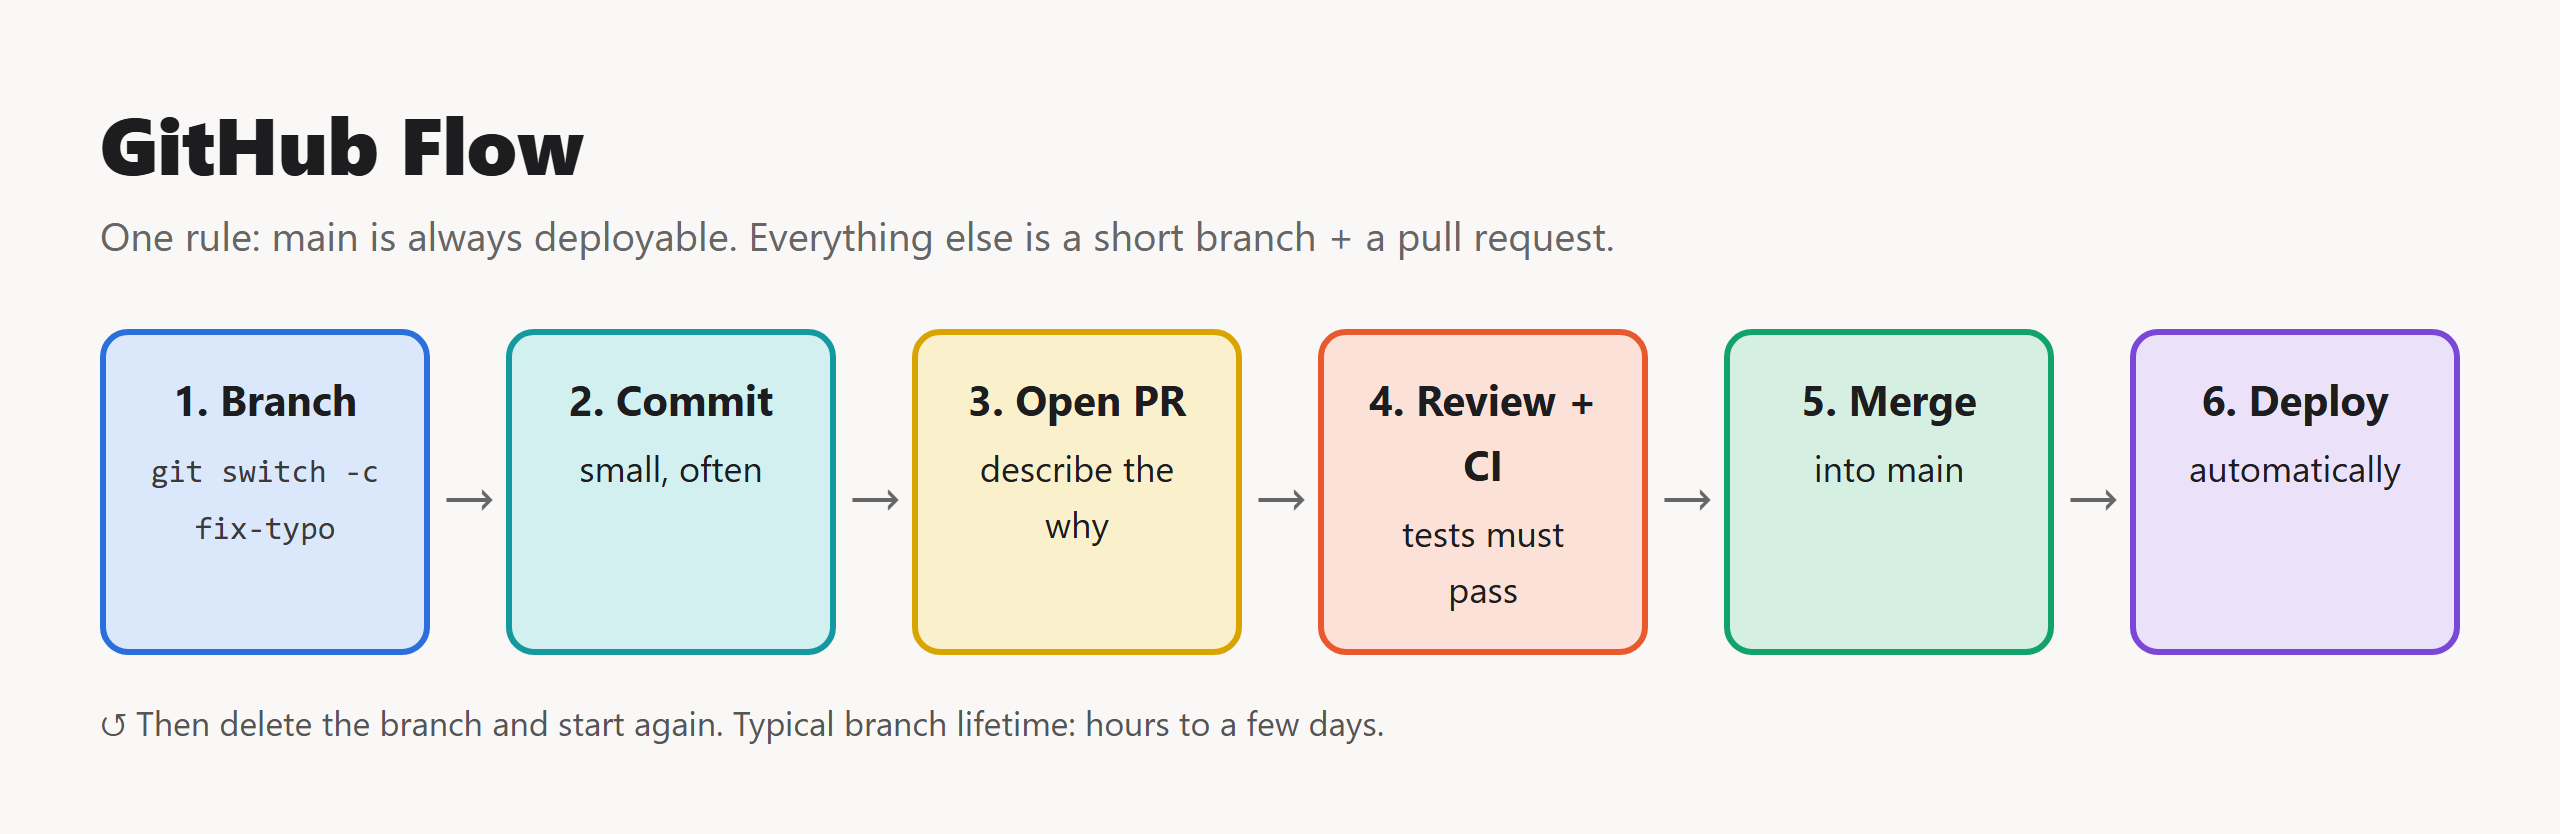 GitHub Flow
One rule: main is always deployable. Everything else is a short branch + a pull request.
1. Branch
git switch -c
fix-typo
→
2. Commit
small, often
→
3. Open PR
describe the
why
→
4. Review +
CI
tests must
pass
→
5. Merge
into main
→
6. Deploy
automatically
↺ Then delete the branch and start again. Typical branch lifetime: hours to a few days.